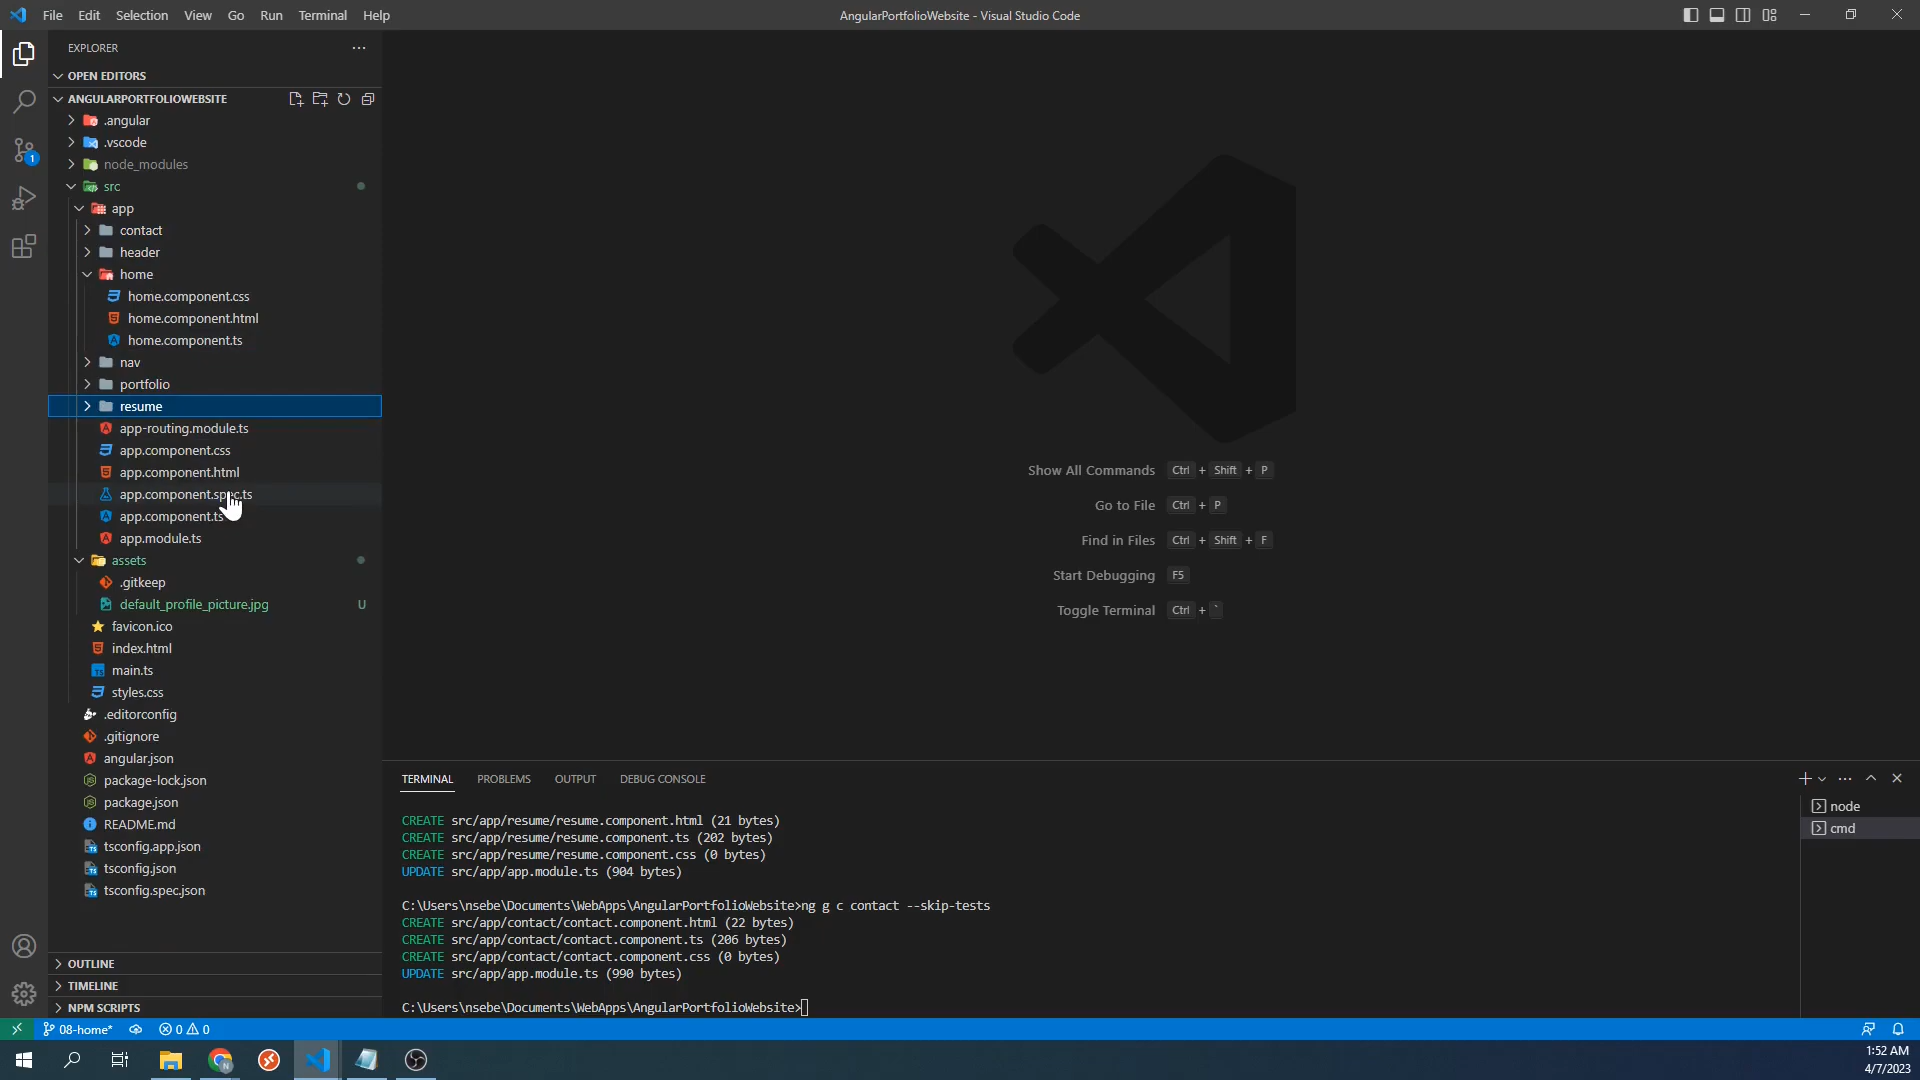 File Edit Selection View Go Run Terminal Help
AngularPortfolioWebsite - Visual Studio Code
EXPLORER
OPEN EDITORS
ANGULARPORTFOLIOWEBSITE
.angular
.vscode
node_modules
src
app
contact
header
home
home.component.css
home.component.html
home.component.ts
nav
portfolio
resume
app-routing.module.ts
app.component.css
app.component.html
app.component.spec.ts
app.component.ts
app.module.ts
assets
.gitkeep
default_profile_picture.jpg U
favicon.ico
index.html
main.ts
styles.css
.editorconfig
.gitignore
angular.json
package-lock.json
package.json
README.md
tsconfig.app.json
tsconfig.json
tsconfig.spec.json
OUTLINE
TIMELINE
NPM SCRIPTS
Show All Commands Ctrl + Shift + P
Go to File Ctrl + P
Find in Files Ctrl + Shift + F
Start Debugging F5
Toggle Terminal Ctrl + `
TERMINAL PROBLEMS OUTPUT DEBUG CONSOLE
CREATE src/app/resume/resume.component.html (21 bytes)
CREATE src/app/resume/resume.component.ts (202 bytes)
CREATE src/app/resume/resume.component.css (0 bytes)
UPDATE src/app/app.module.ts (904 bytes)
C:\Users\nsebe\Documents\WebApps\AngularPortfolioWebsite>ng g c contact --skip-tests
CREATE src/app/contact/contact.component.html (22 bytes)
CREATE src/app/contact/contact.component.ts (206 bytes)
CREATE src/app/contact/contact.component.css (0 bytes)
UPDATE src/app/app.module.ts (990 bytes)
C:\Users\nsebe\Documents\WebApps\AngularPortfolioWebsite>
node
cmd
1
08-home* 0 0
1:52 AM
4/7/2023